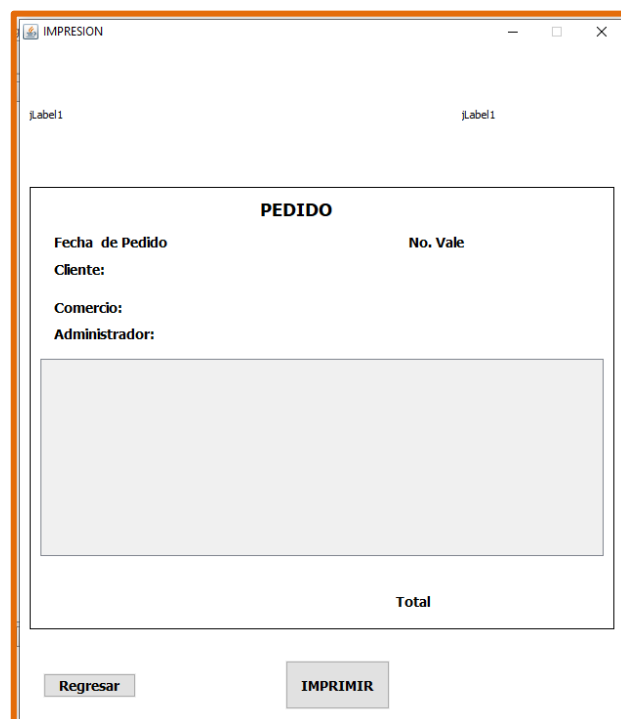 IMPRESION
jLabel1 jLabel1
PEDIDO
Fecha de Pedido No. Vale
Cliente:
Comercio:
Administrador:
Total
Regresar IMPRIMIR